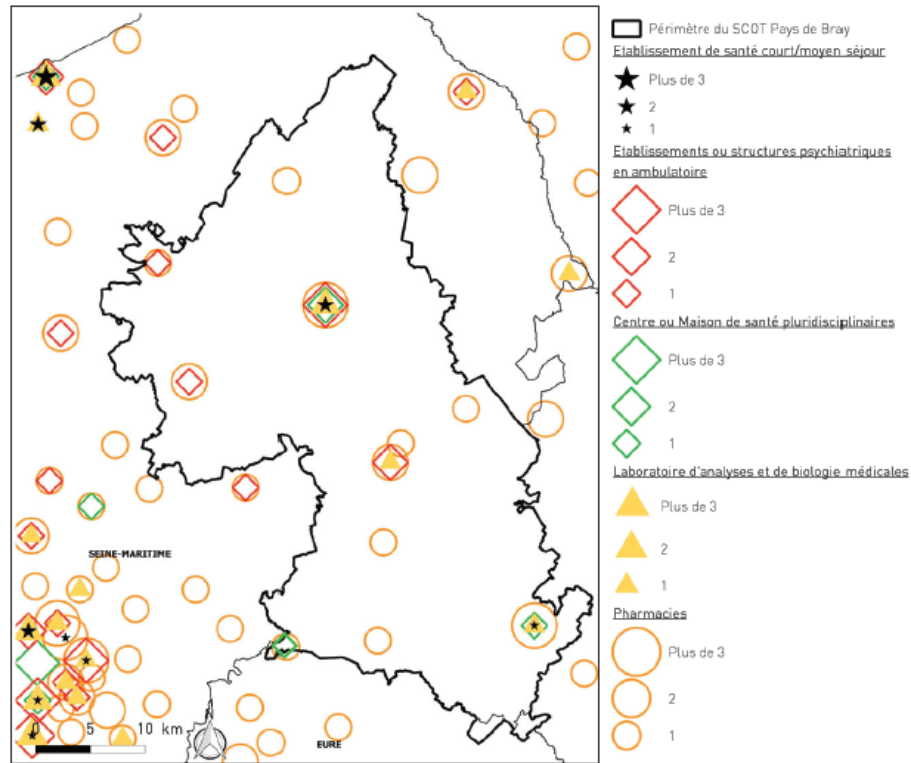 Périmètre du SCOT Pays de Bray
Etablissement de santé court/moyen séjour
Plus de 3
2
1
Etablissements ou structures psychiatriques
en ambulatoire
Plus de 3
2
1
Centre ou Maison de santé pluridisciplinaires
Plus de 3
2
1
Laboratoire d'analyses et de biologie médicales
Plus de 3
2
1
Pharmacies
Plus de 3
2
1
SEINE-MARITIME
0 5 10 km
EURE